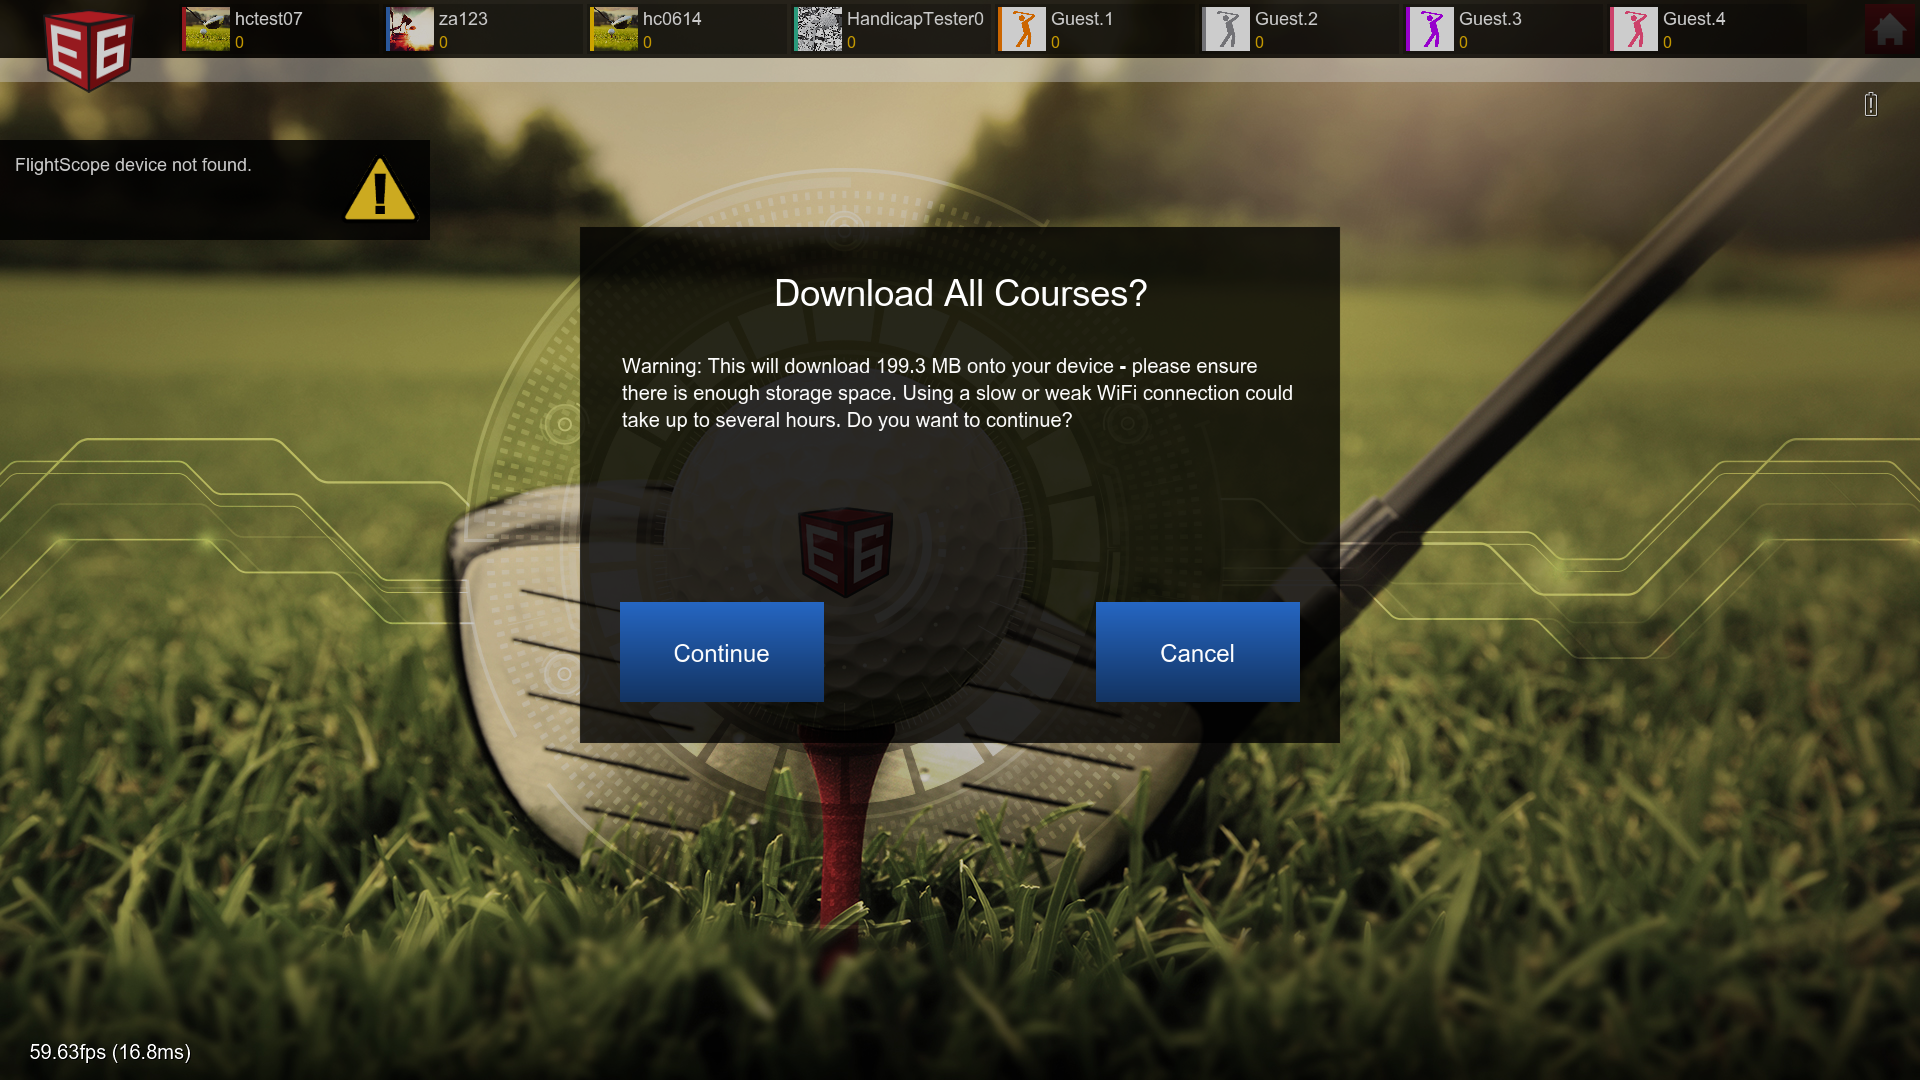 E6
hctest07
0
za123
0
hc0614
0
HandicapTester0
0
Guest.1
0
Guest.2
0
Guest.3
0
Guest.4
0
FlightScope device not found.
Download All Courses?
Warning: This will download 199.3 MB onto your device - please ensure
there is enough storage space. Using a slow or weak WiFi connection could
take up to several hours. Do you want to continue?
E6
Continue
Cancel
59.63fps (16.8ms)